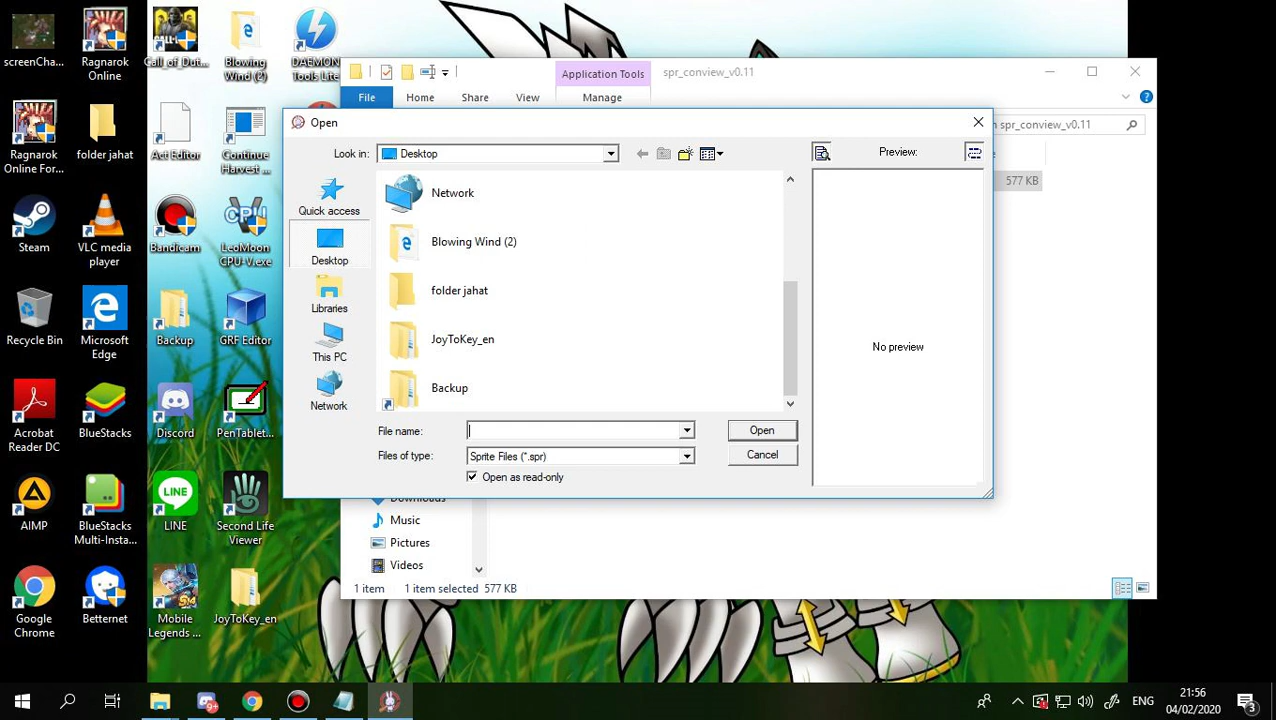 screenCha...
Ragnarok
Online
Call_of_Dut...
Blowing
Wind (2)
DAEMON
Tools Lite
Ragnarok
Online For...
folder jahat
Act Editor
Continue
Harvest ...
Steam
VLC media
player
Bandicam
LeoMoon
CPU-V.exe
Recycle Bin
Microsoft
Edge
Backup
GRF Editor
Acrobat
Reader DC
BlueStacks
Discord
PenTablet...
AIMP
BlueStacks
Multi-Insta...
LINE
Second Life
Viewer
Google
Chrome
Betternet
Mobile
Legends ...
JoyToKey_en
Application Tools
spr_conview_v0.11
File
Home
Share
View
Manage
spr_conview_v0.11
577 KB
Open
Look in:
Desktop
Preview:
Quick access
Desktop
Libraries
This PC
Network
Network
Blowing Wind (2)
folder jahat
JoyToKey_en
Backup
No preview
File name:
Open
Files of type:
Sprite Files (*.spr)
Cancel
Open as read-only
Downloads
Music
Pictures
Videos
1 item
1 item selected 577 KB
ENG
21:56
04/02/2020
3